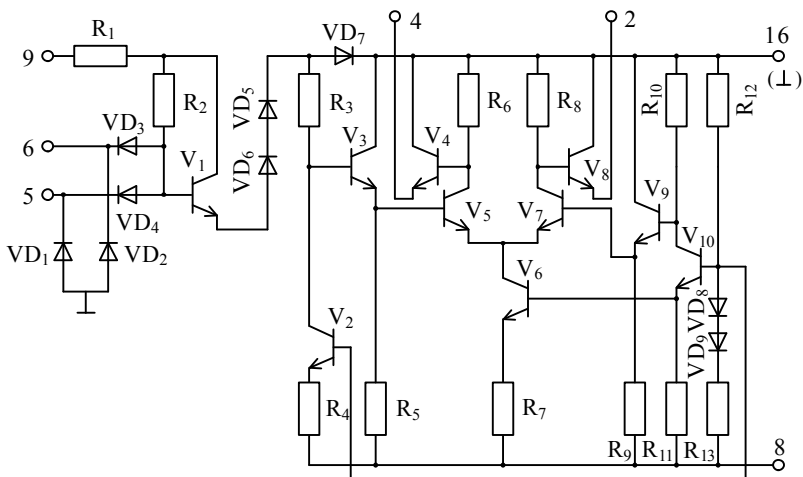 4 2
VD7
9 R1 16
(⊥)
R2 VD5 R3 R6 R8 R10 R12
6 VD3
V1 VD6 V3 V4 V8
5 V9
VD4 V5 V7 V10
VD1 VD2
V6 VD8
V2 VD9
R4 R5 R7
8
R9 R11 R13